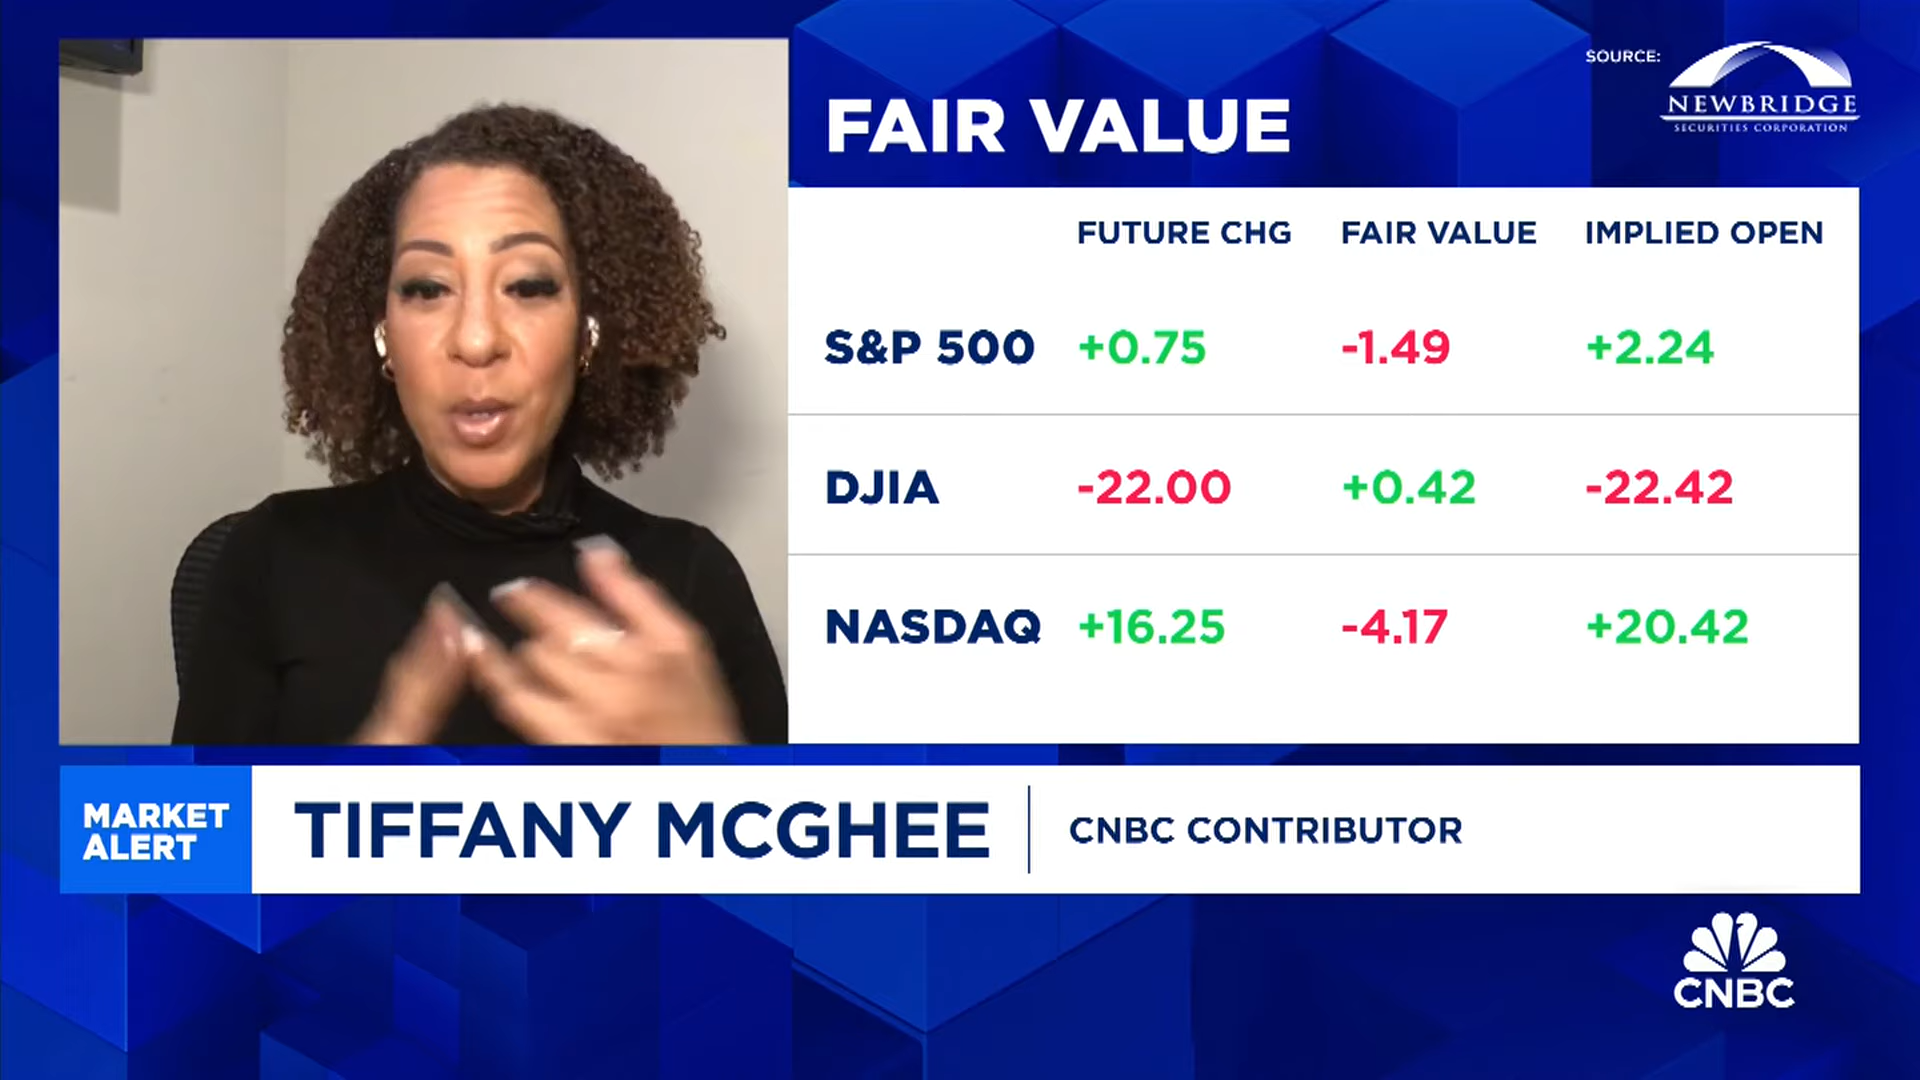 FAIR VALUE
SOURCE:
NEWBRIDGE
SECURITIES CORPORATION
FUTURE CHG FAIR VALUE IMPLIED OPEN
S&P 500 +0.75 -1.49 +2.24
DJIA -22.00 +0.42 -22.42
NASDAQ +16.25 -4.17 +20.42
MARKET
ALERT
TIFFANY MCGHEE
CNBC CONTRIBUTOR
CNBC